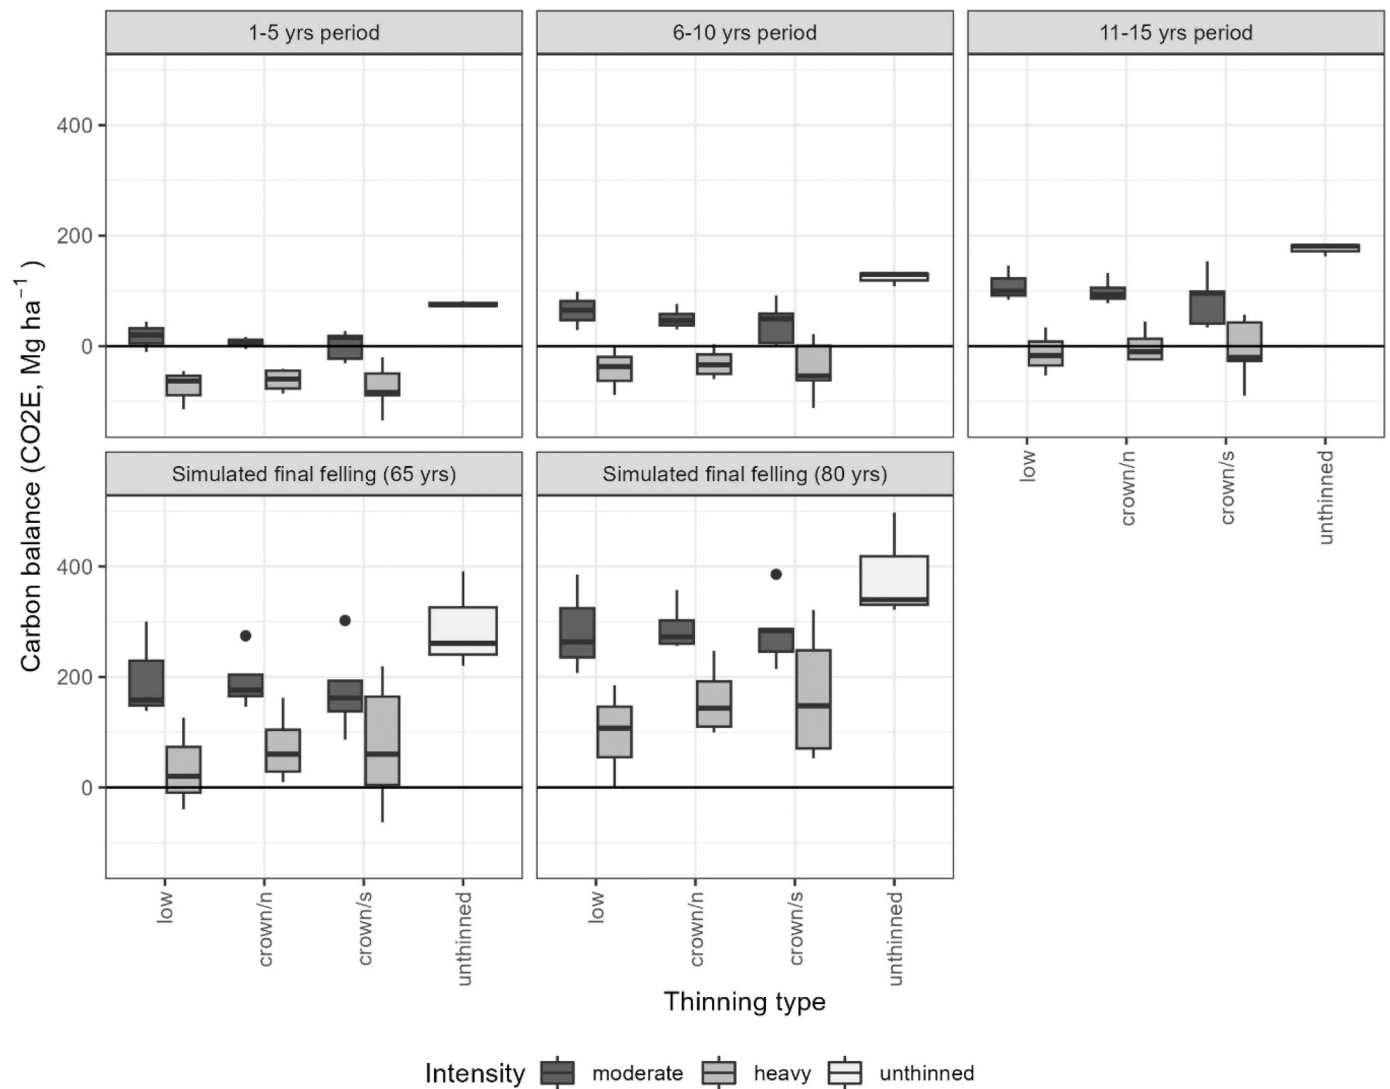 1-5 yrs period
6-10 yrs period
11-15 yrs period
400
200
0
low
crown/n
crown/s
unthinned
Simulated final felling (65 yrs)
Simulated final felling (80 yrs)
400
200
0
low
crown/n
crown/s
unthinned
low
crown/n
crown/s
unthinned
Carbon balance (CO2E, Mg ha⁻¹ )
Thinning type
Intensity moderate heavy unthinned